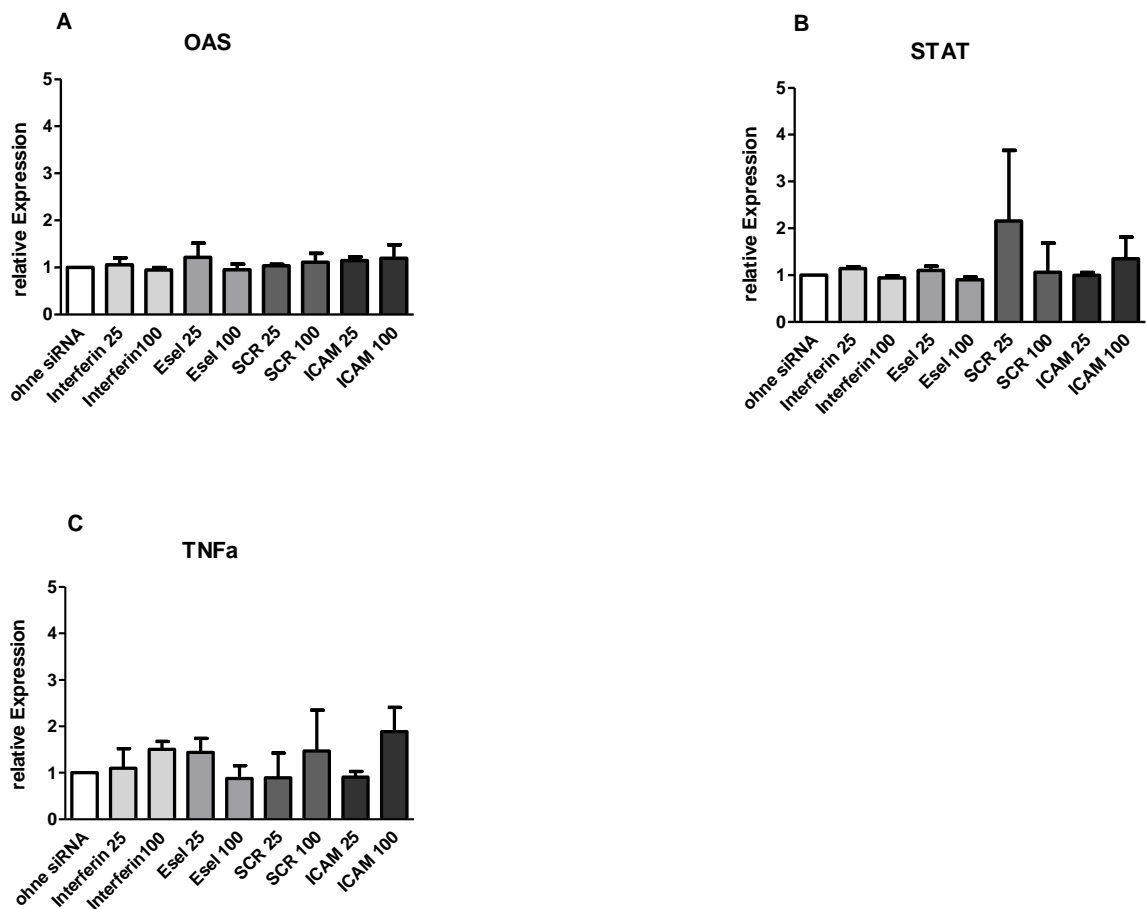 A
OAS
5
4
3
2
1
0
relative Expression
ohne siRNA
Interferin 25
Interferin100
Esel 25
Esel 100
SCR 25
SCR 100
ICAM 25
ICAM 100
B
STAT
5
4
3
2
1
0
relative Expression
ohne siRNA
Interferin 25
Interferin100
Esel 25
Esel 100
SCR 25
SCR 100
ICAM 25
ICAM 100
C
TNFa
5
4
3
2
1
0
relative Expression
ohne siRNA
Interferin 25
Interferin100
Esel 25
Esel 100
SCR 25
SCR 100
ICAM 25
ICAM 100